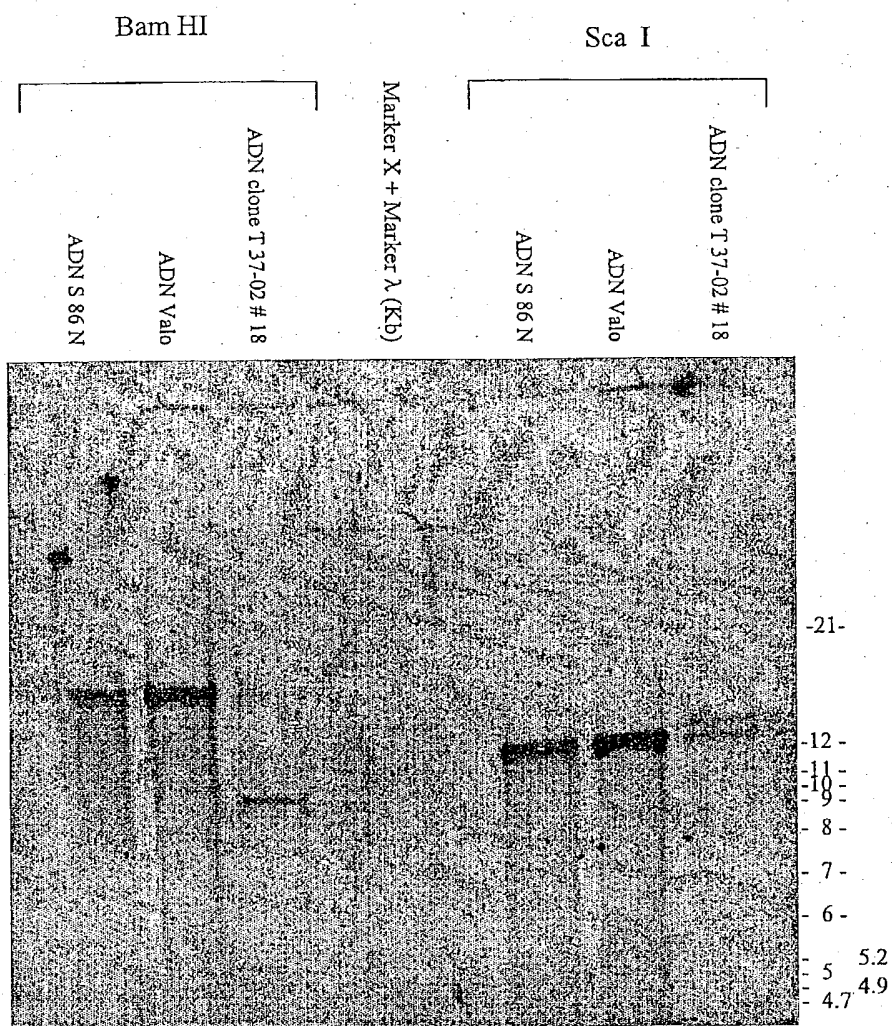 Bam HI
Sca I
ADN S 86 N
ADN Valo
ADN clone T 37-02 # 18
Marker X + Marker λ (Kb)
ADN S 86 N
ADN Valo
ADN clone T 37-02 # 18
-21-
-12 -
-11-
-10-
- 9 -
- 8 -
- 7 -
- 6 -
- 5.2
- 5 -
- 4.9
- 4.7